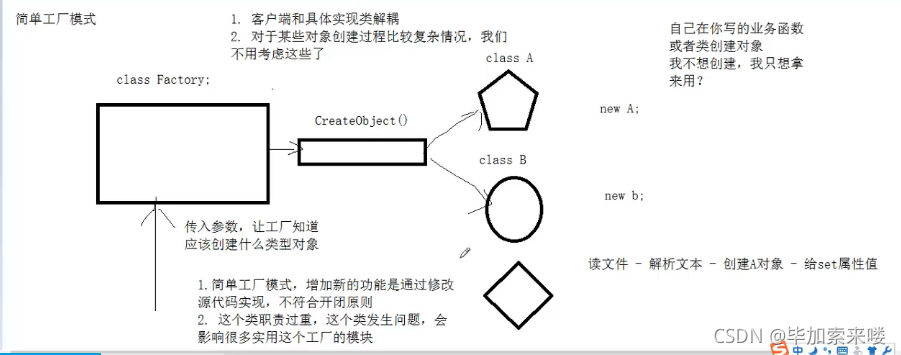 简单工厂模式
1. 客户端和具体实现类解耦
2. 对于某些对象创建过程比较复杂情况，我们
不用考虑这些了
自己在你写的业务函数
或者类创建对象
我不想创建，我只想拿
来用？
class Factory;
class A
CreateObject()
new A;
class B
new b;
传入参数，让工厂知道
应该创建什么类型对象
读文件 - 解析文本 - 创建A对象 - 给set属性值
1.简单工厂模式，增加新的功能是通过修改
源代码实现，不符合开闭原则
2. 这个类职责过重，这个类发生问题，会
影响很多实用这个工厂的模块
CSDN @毕加索来喽
中